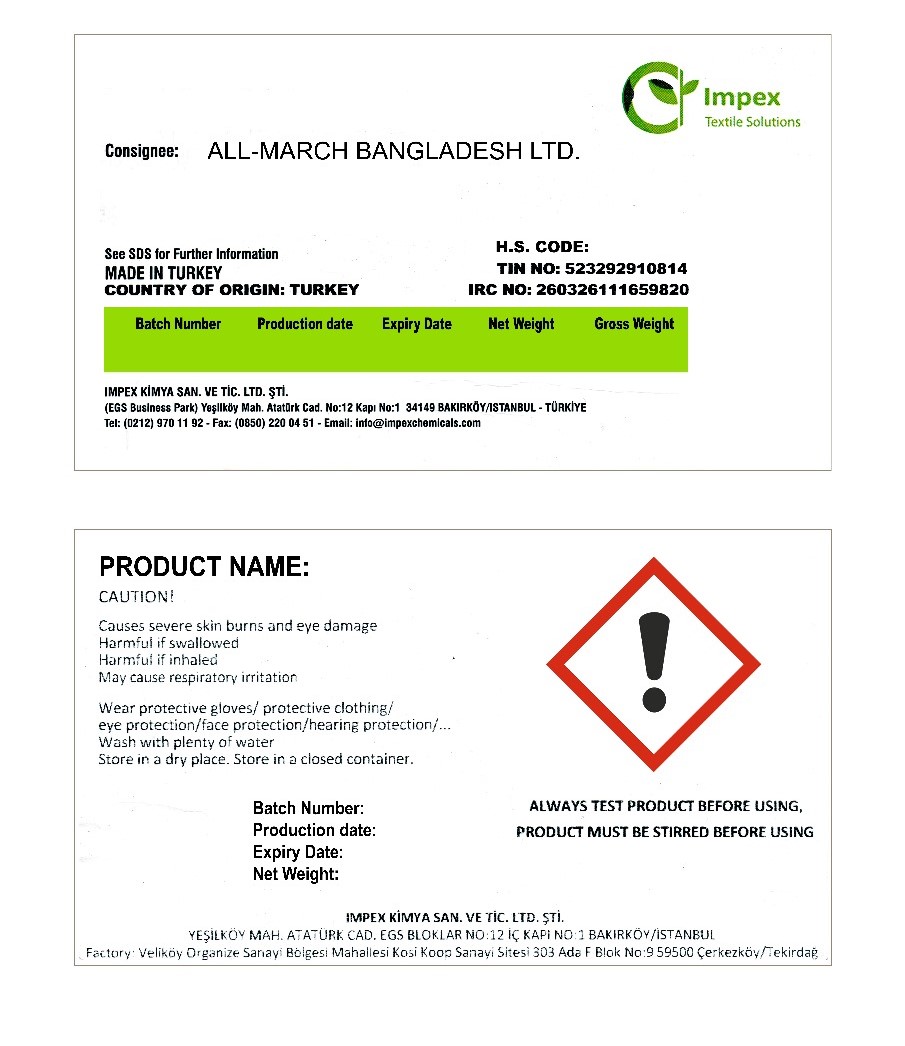 Impex
Textile Solutions
Consignee: ALL-MARCH BANGLADESH LTD.
See SDS for Further Information
MADE IN TURKEY
COUNTRY OF ORIGIN: TURKEY
H.S. CODE:
TIN NO: 523292910814
IRC NO: 260326111659820
Batch Number Production date Expiry Date Net Weight Gross Weight
IMPEX KİMYA SAN. VE TİC. LTD. ŞTİ.
(EGS Business Park) Yeşilköy Mah. Atatürk Cad. No:12 Kapı No:1 34149 BAKIRKÖY/ISTANBUL - TÜRKİYE
Tel: (0212) 970 11 92 - Fax: (0850) 220 04 51 - Email: info@impexchemicals.com
PRODUCT NAME:
CAUTION!
Causes severe skin burns and eye damage
Harmful if swallowed
Harmful if inhaled
May cause respiratory irritation
Wear protective gloves/ protective clothing/
eye protection/face protection/hearing protection/...
Wash with plenty of water
Store in a dry place. Store in a closed container.
Batch Number:
Production date:
Expiry Date:
Net Weight:
ALWAYS TEST PRODUCT BEFORE USING,
PRODUCT MUST BE STIRRED BEFORE USING
IMPEX KİMYA SAN. VE TİC. LTD. ŞTİ.
YEŞİLKÖY MAH. ATATÜRK CAD. EGS BLOKLAR NO:12 İÇ KAPI NO:1 BAKIRKÖY/İSTANBUL
Factory: Veliköy Organize Sanayi Bölgesi Mahallesi Kosi Koop Sanayi Sitesi 303 Ada F Blok No:9 59500 Çerkezköy/Tekirdağ